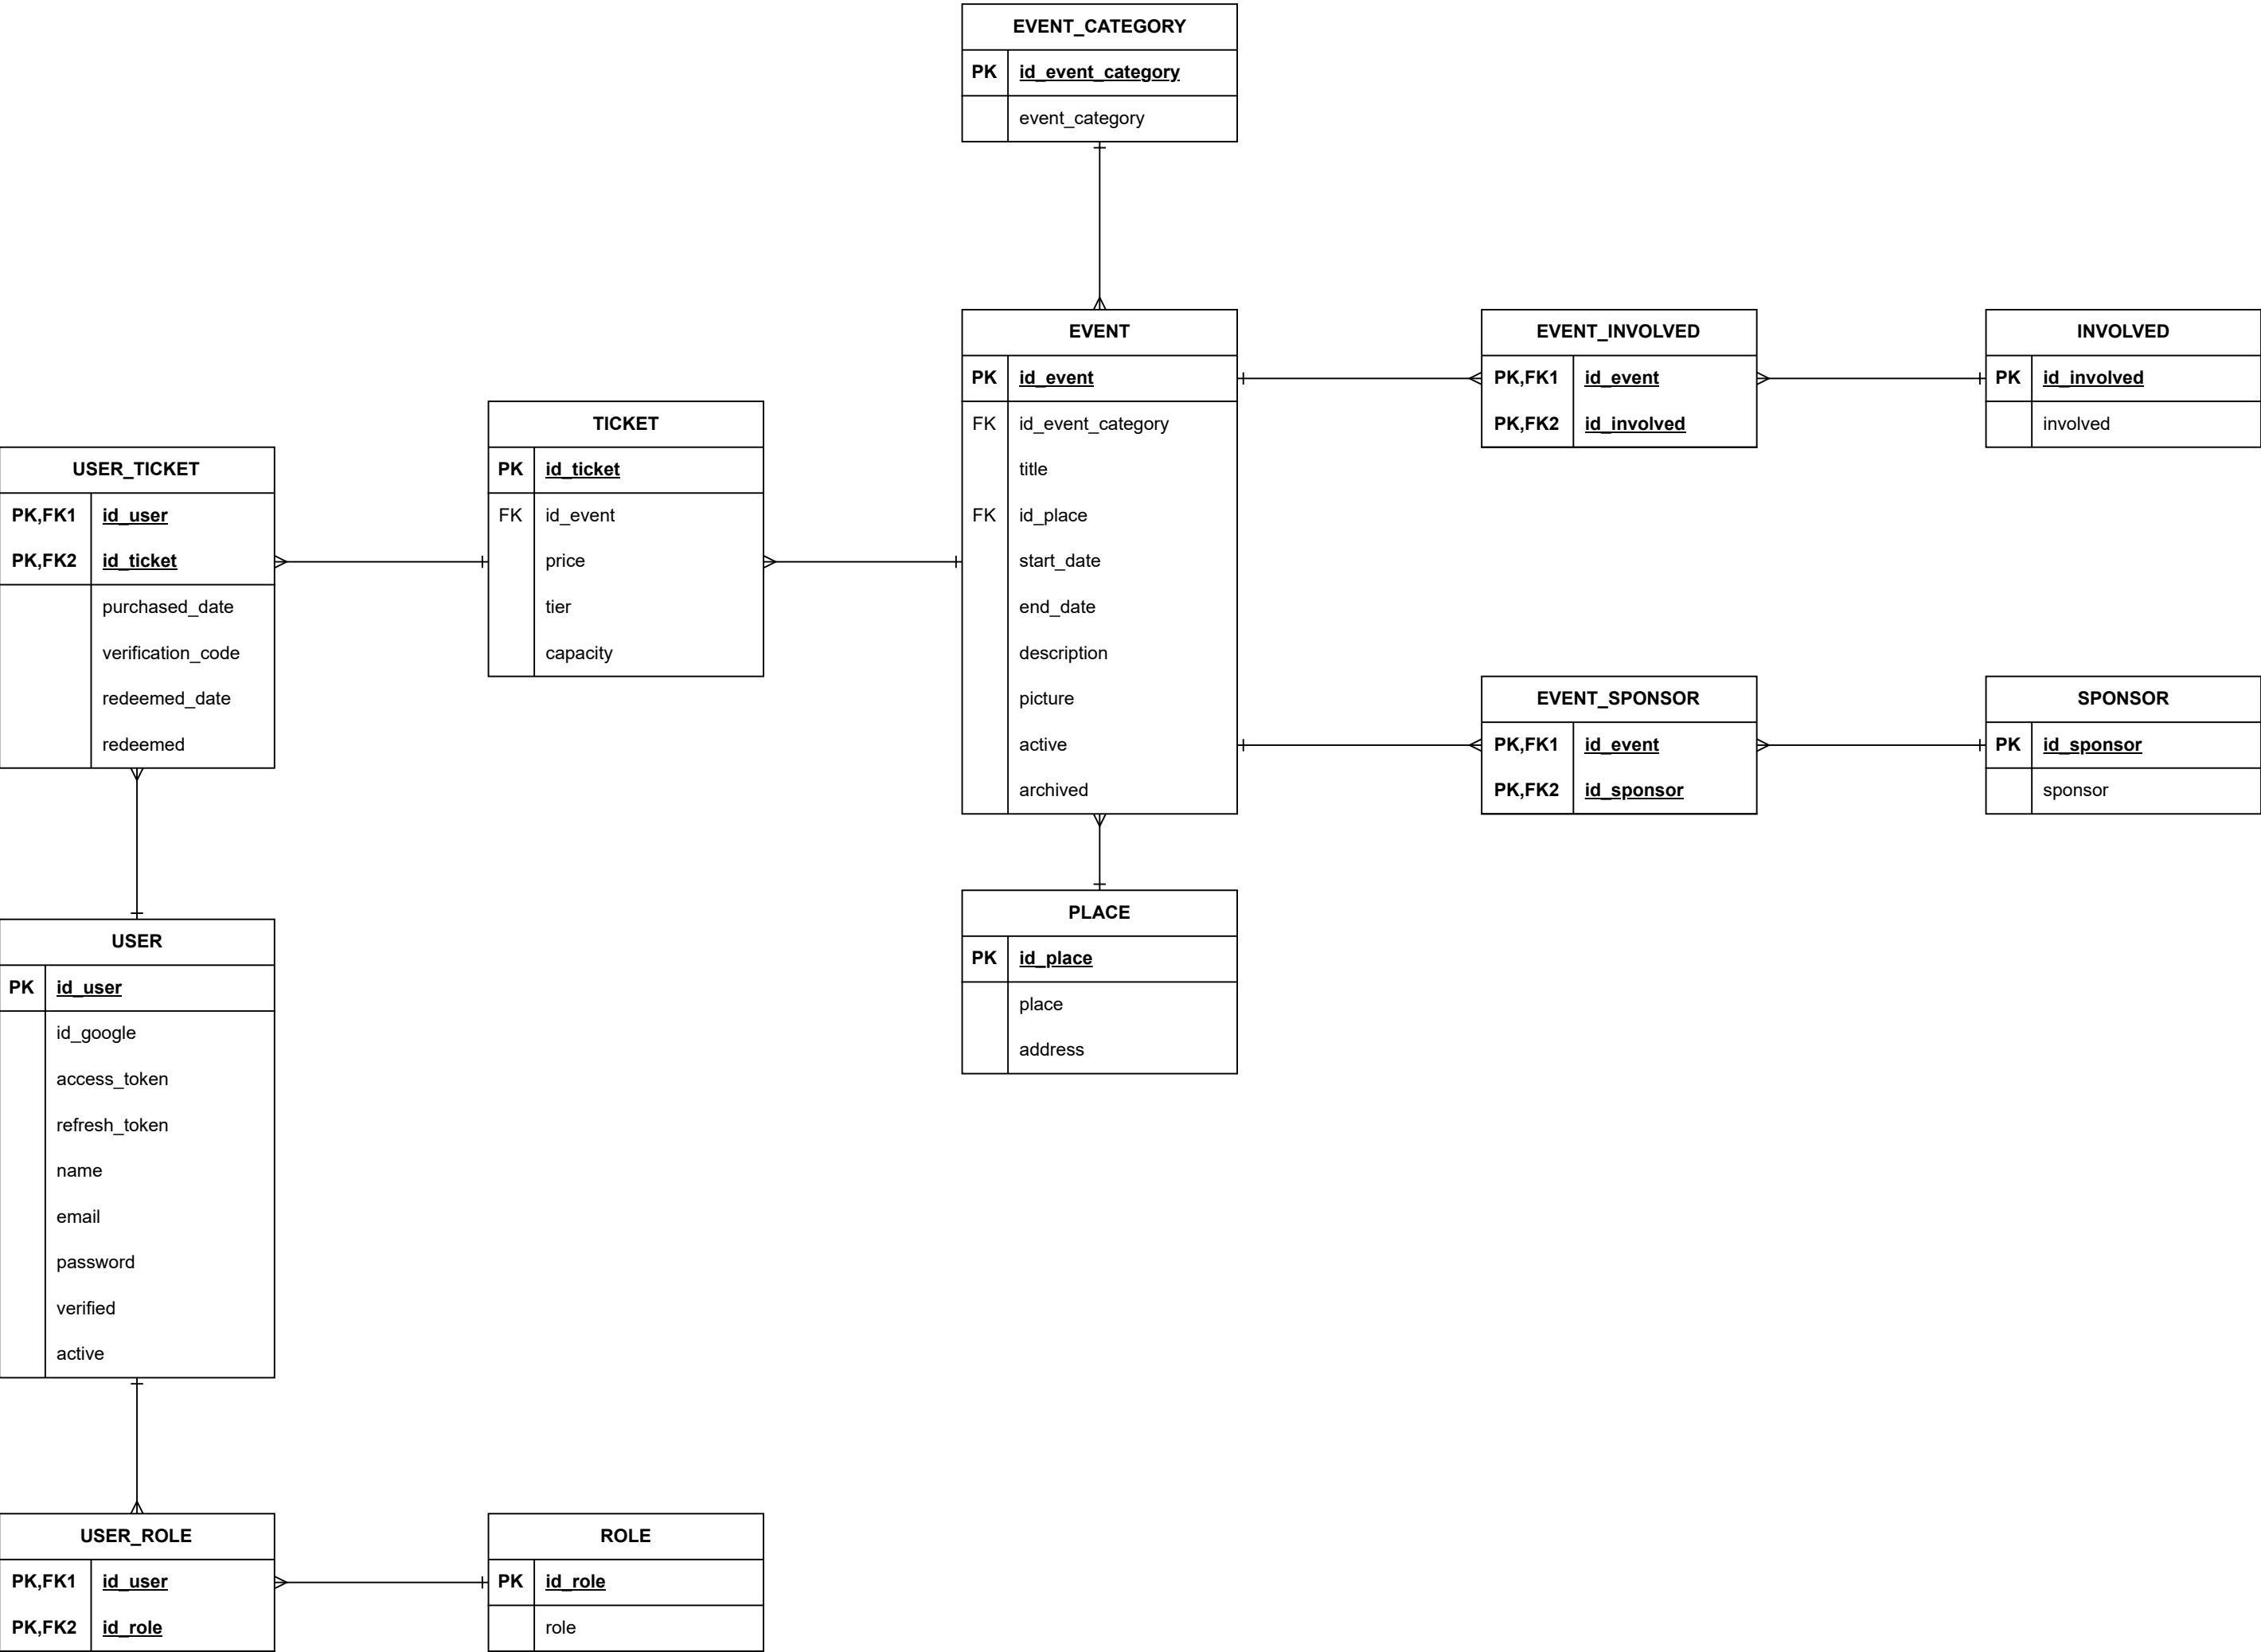 EVENT_CATEGORY
PK id_event_category
event_category
EVENT
PK id_event
FK id_event_category
title
FK id_place
start_date
end_date
description
picture
active
archived
EVENT_INVOLVED
PK,FK1 id_event
PK,FK2 id_involved
INVOLVED
PK id_involved
involved
TICKET
PK id_ticket
FK id_event
price
tier
capacity
USER_TICKET
PK,FK1 id_user
PK,FK2 id_ticket
purchased_date
verification_code
redeemed_date
redeemed
EVENT_SPONSOR
PK,FK1 id_event
PK,FK2 id_sponsor
SPONSOR
PK id_sponsor
sponsor
PLACE
PK id_place
place
address
USER
PK id_user
id_google
access_token
refresh_token
name
email
password
verified
active
USER_ROLE
PK,FK1 id_user
PK,FK2 id_role
ROLE
PK id_role
role